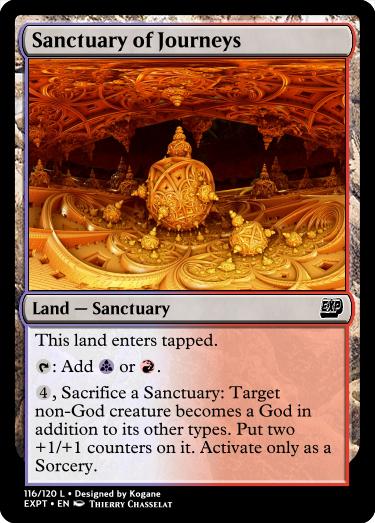 Sanctuary of Journeys
Land — Sanctuary
EXP
This land enters tapped.
: Add or .
4, Sacrifice a Sanctuary: Target
non-God creature becomes a God in
addition to its other types. Put two
+1/+1 counters on it. Activate only as a
Sorcery.
116/120 L • Designed by Kogane
EXPT • EN Thierry Chasselat